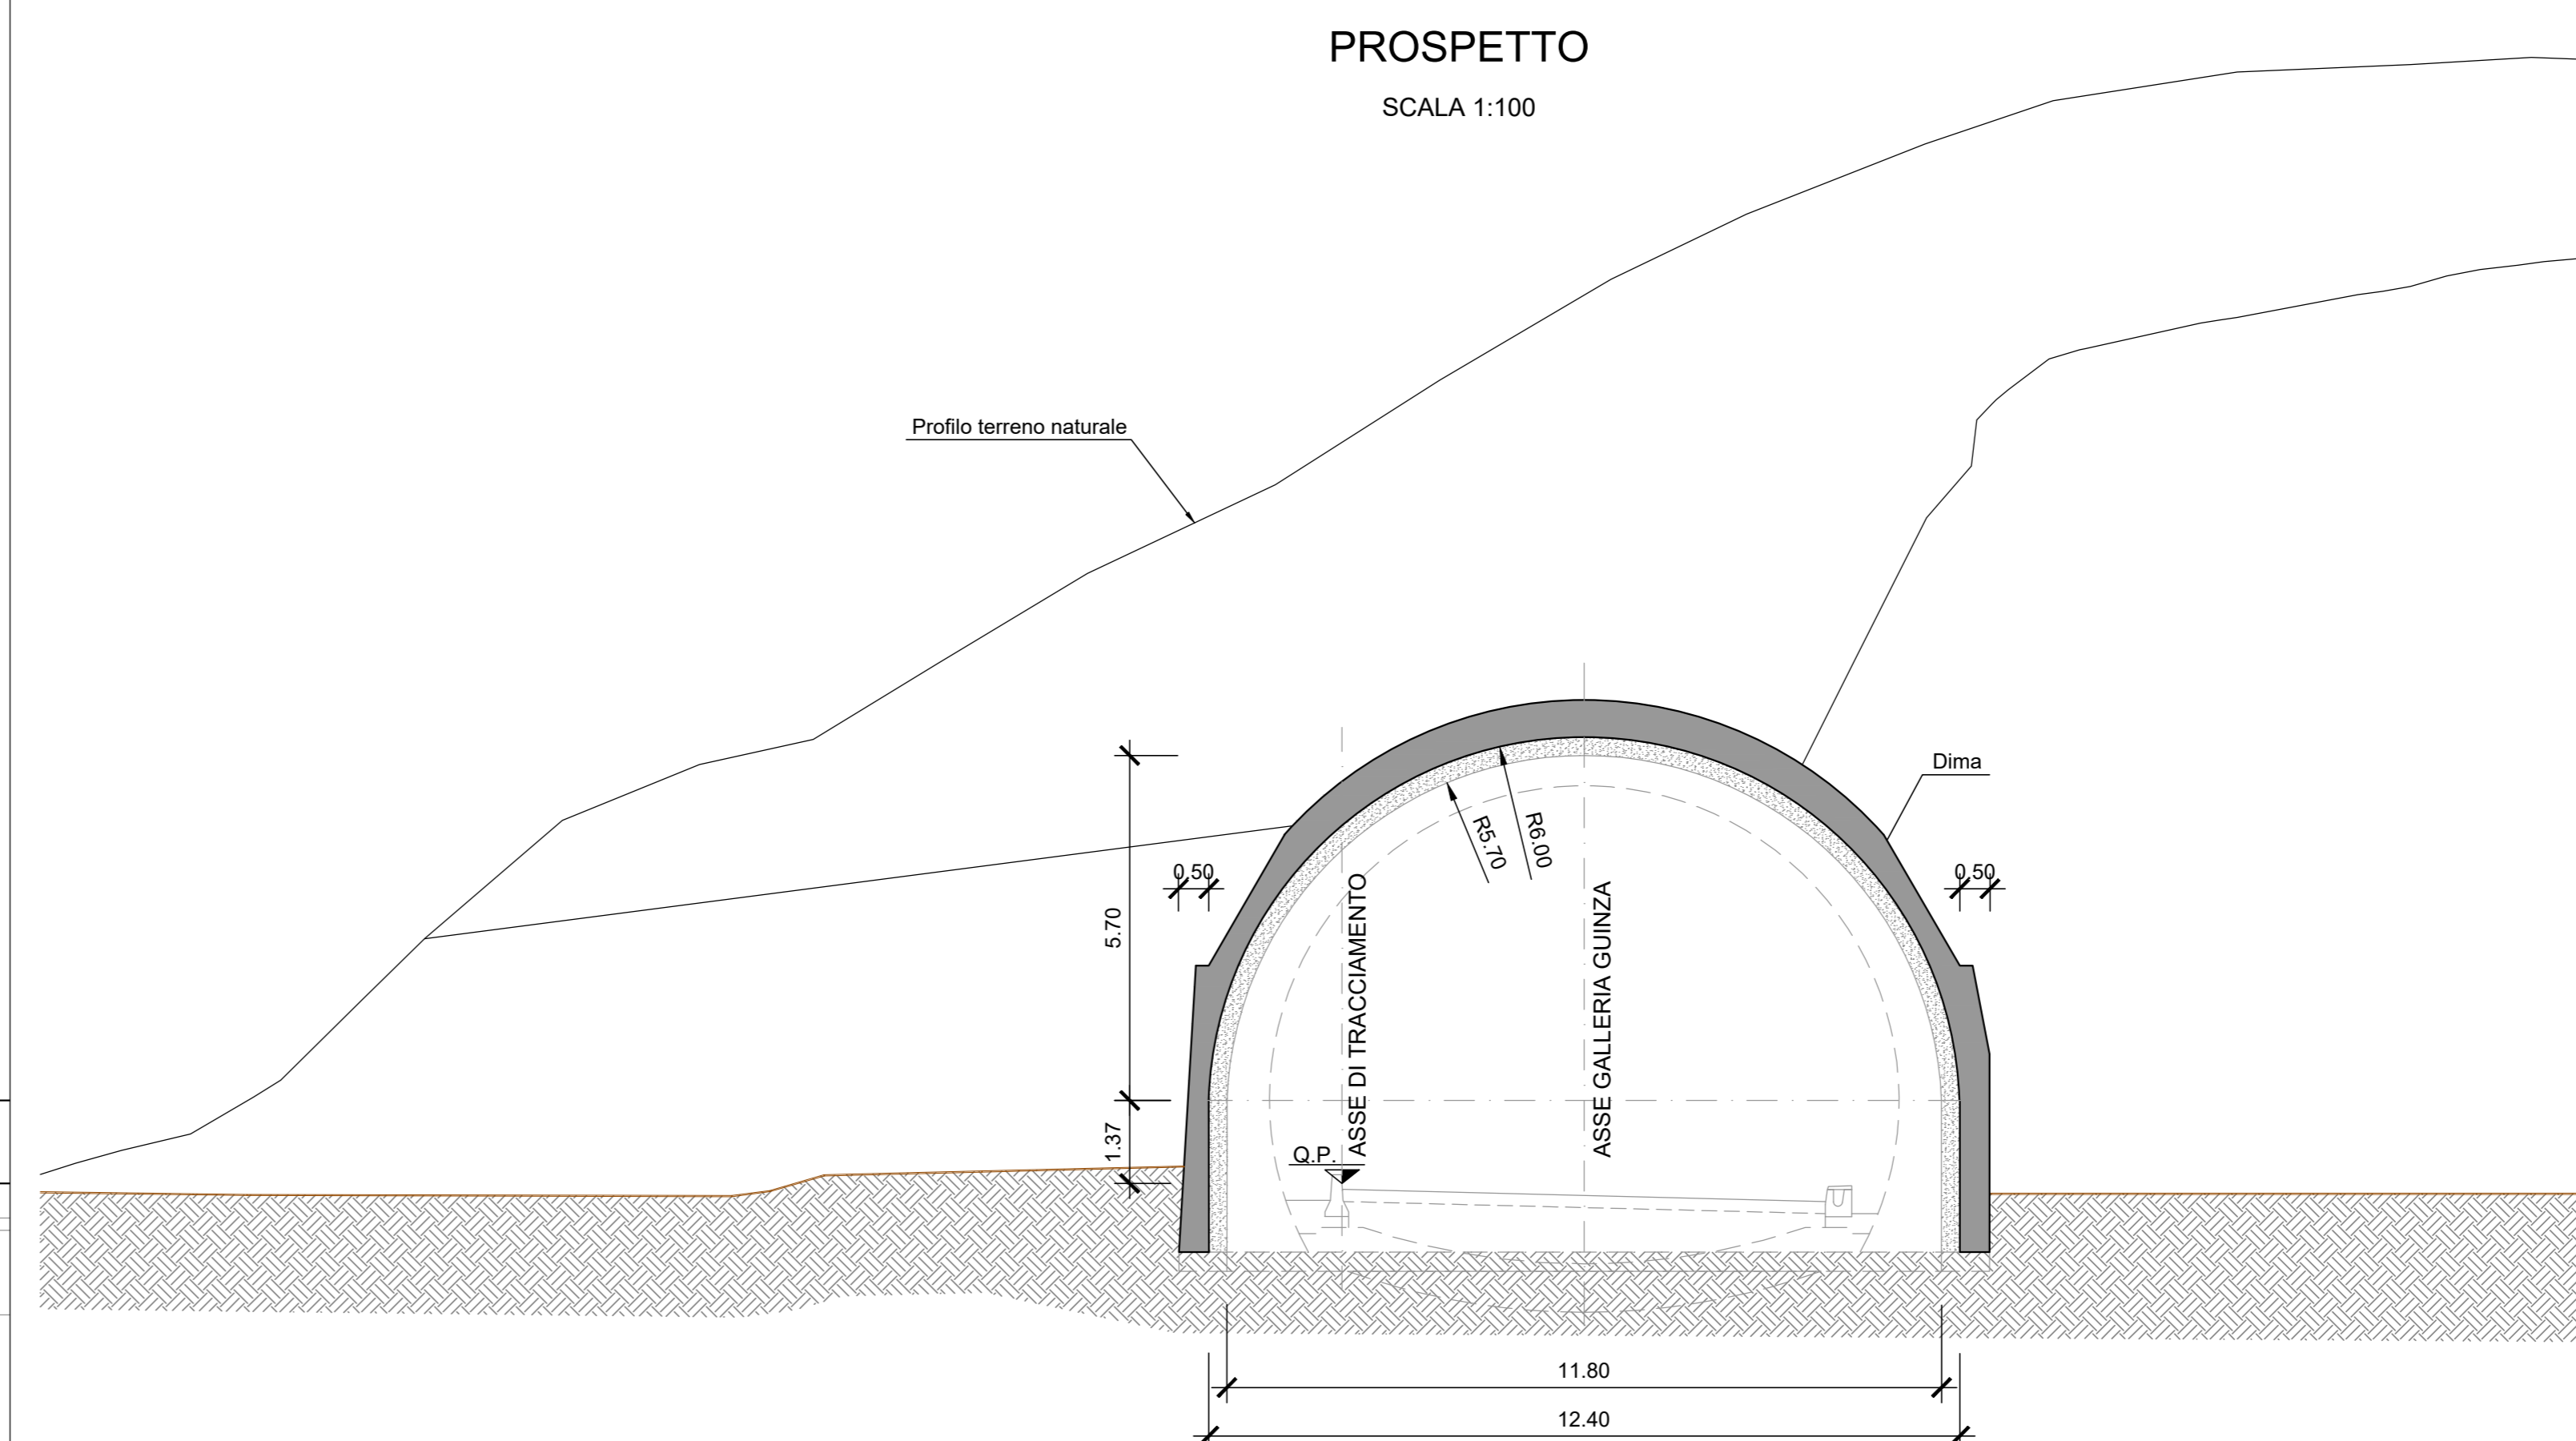 PROSPETTO
SCALA 1:100
Profilo terreno naturale
Dima
R5.70
R6.00
0.50
0.50
5.70
1.37
ASSE DI TRACCIAMENTO
ASSE GALLERIA GUINZA
Q.P.
11.80
12.40